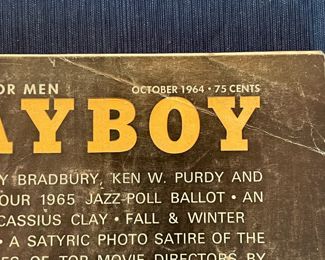 OR MEN
OCTOBER 1964 • 75 CENTS
AYBOY
Y BRADBURY, KEN W. PURDY AND
OUR 1965 JAZZ POLL BALLOT • AN
CASSIUS CLAY • FALL & WINTER
• A SATYRIC PHOTO SATIRE OF THE
ES OF TOP MOVIE DIRECTORS BY